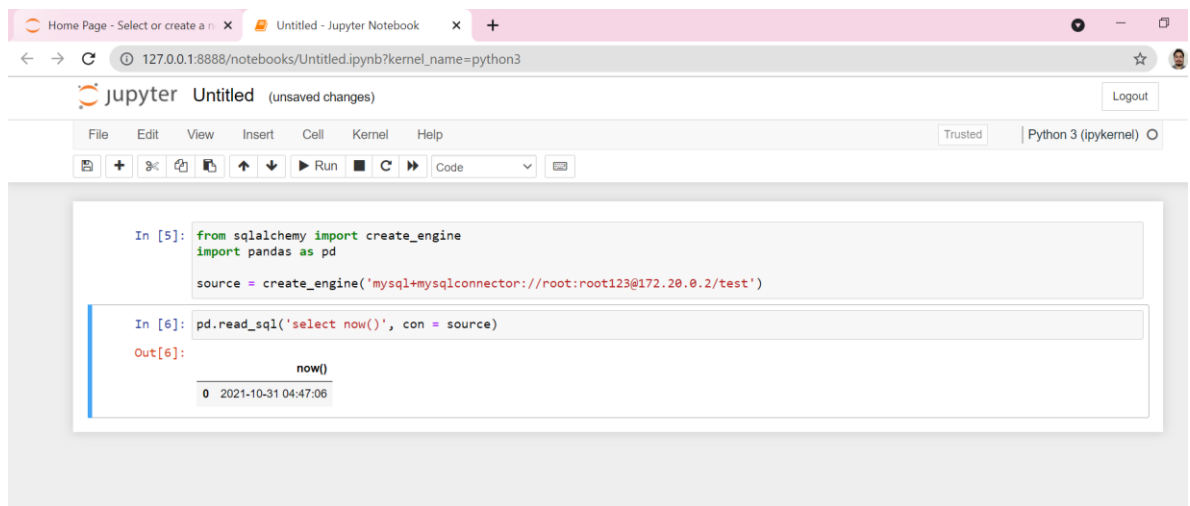 Home Page - Select or create a n
Untitled - Jupyter Notebook
127.0.0.1:8888/notebooks/Untitled.ipynb?kernel_name=python3
jupyter Untitled (unsaved changes) Logout
File Edit View Insert Cell Kernel Help Trusted Python 3 (ipykernel)
Run Code
In [5]: from sqlalchemy import create_engine
import pandas as pd
source = create_engine('mysql+mysqlconnector://root:root123@172.20.0.2/test')
In [6]: pd.read_sql('select now()', con = source)
Out[6]:
now()
0 2021-10-31 04:47:06